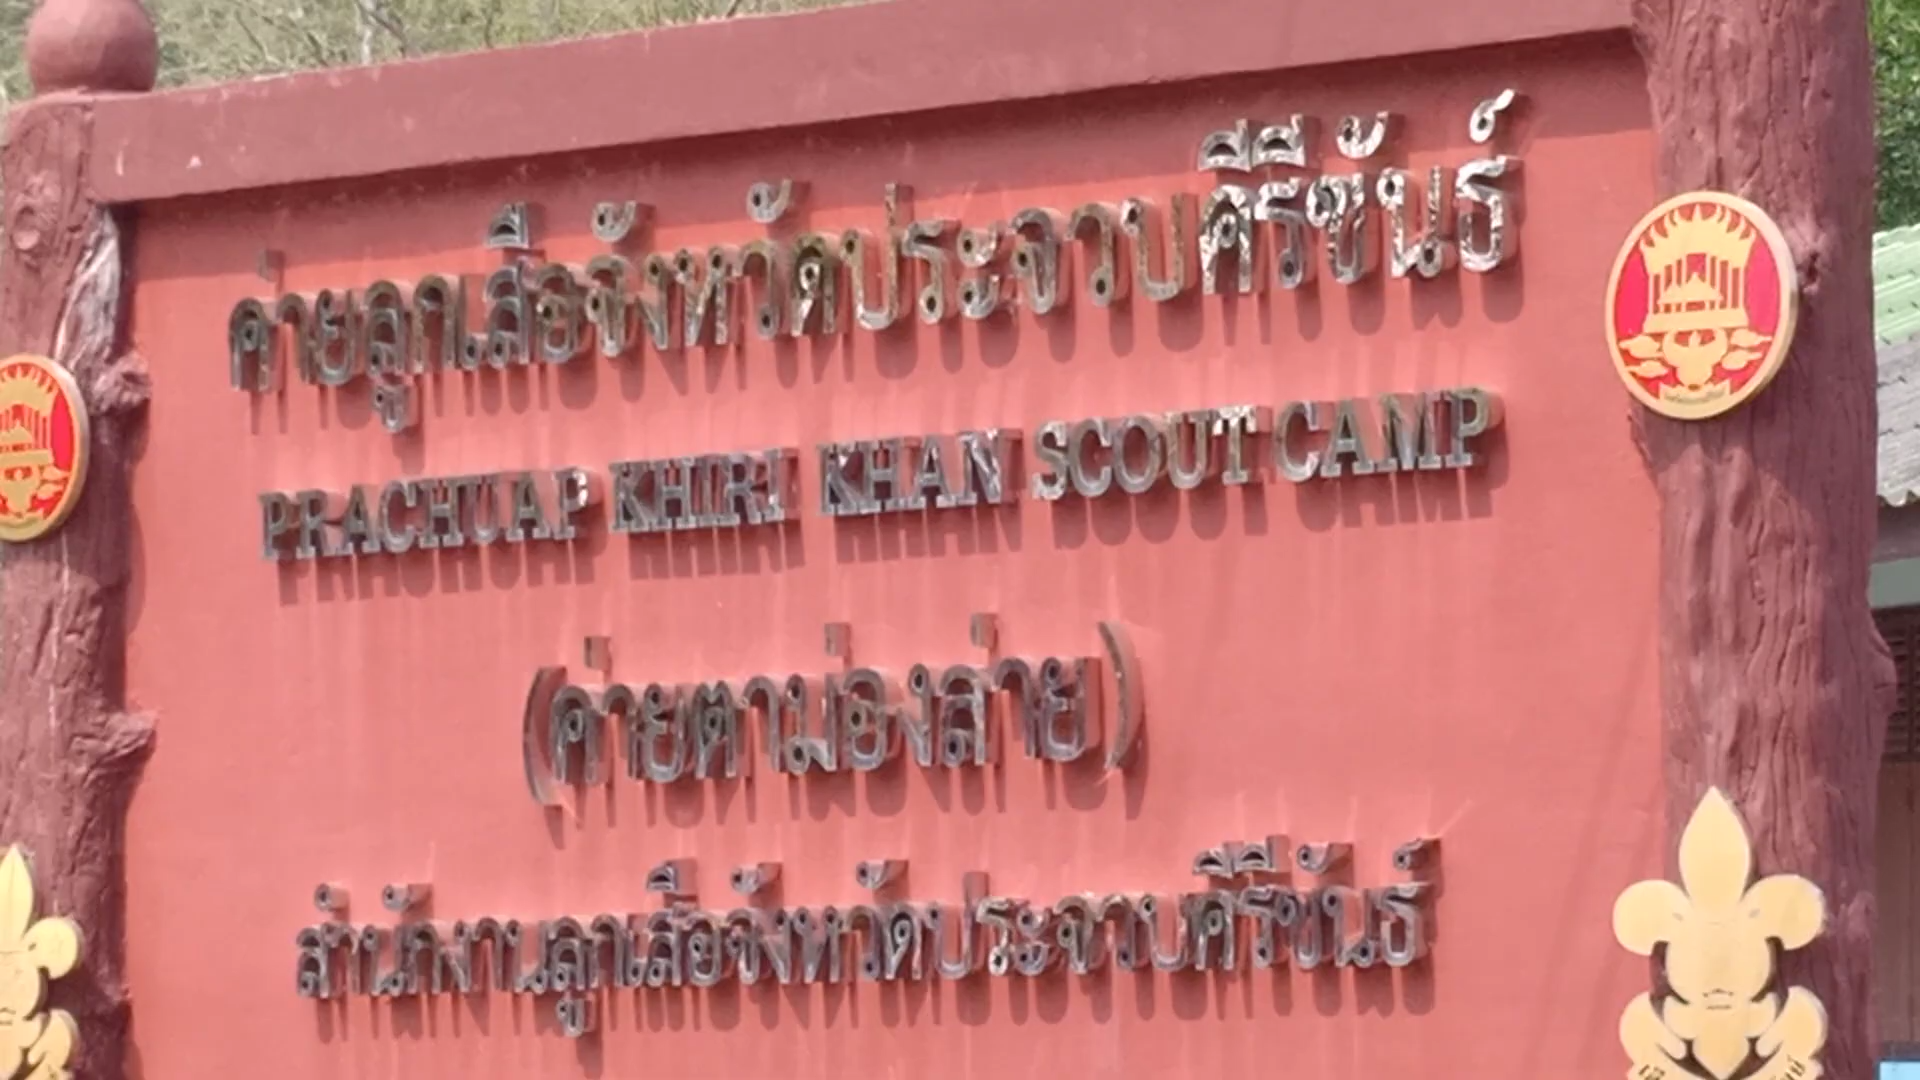 ค่ายลูกเสือจังหวัดประจวบคีรีขันธ์
PRACHUAP KHIRI KHAN SCOUT CAMP
(ค่ายตาม่องล่าย)
สำนักงานลูกเสือจังหวัดประจวบคีรีขันธ์